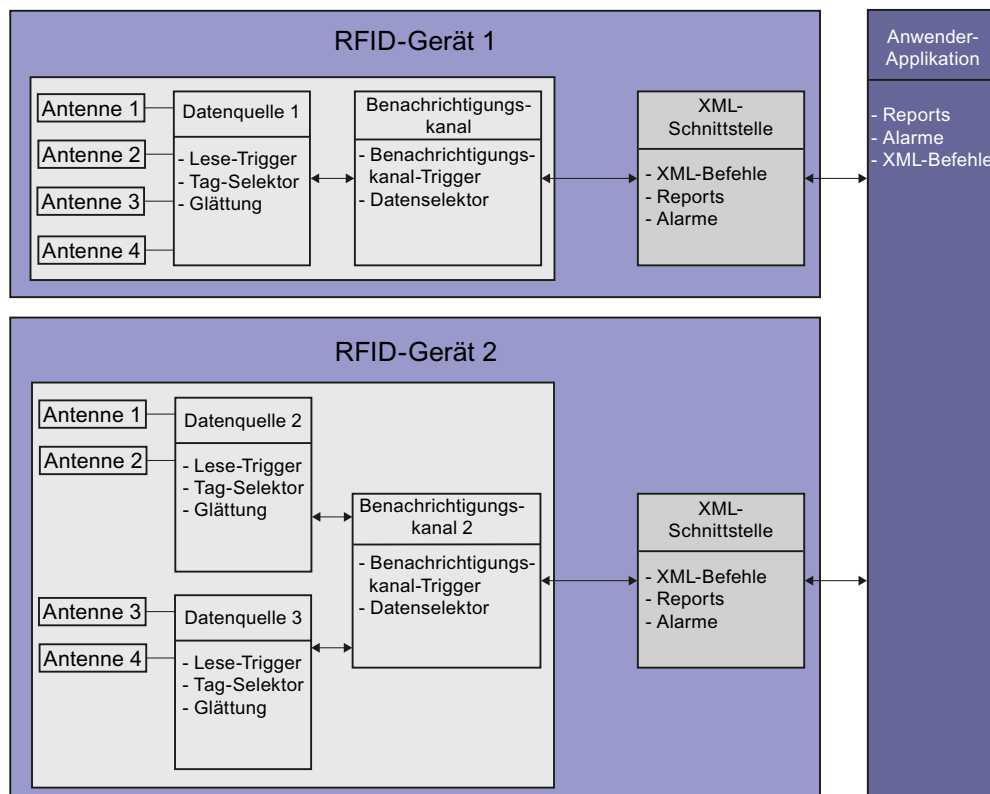 RFID-Gerät 1
Antenne 1
Antenne 2
Antenne 3
Antenne 4
Datenquelle 1
- Lese-Trigger
- Tag-Selektor
- Glättung
Benachrichtigungs-
kanal
- Benachrichtigungs-
kanal-Trigger
- Datenselektor
XML-
Schnittstelle
- XML-Befehle
- Reports
- Alarme
Anwender-
Applikation
- Reports
- Alarme
- XML-Befehle
RFID-Gerät 2
Antenne 1
Antenne 2
Datenquelle 2
- Lese-Trigger
- Tag-Selektor
- Glättung
Antenne 3
Antenne 4
Datenquelle 3
- Lese-Trigger
- Tag-Selektor
- Glättung
Benachrichtigungs-
kanal 2
- Benachrichtigungs-
kanal-Trigger
- Datenselektor
XML-
Schnittstelle
- XML-Befehle
- Reports
- Alarme